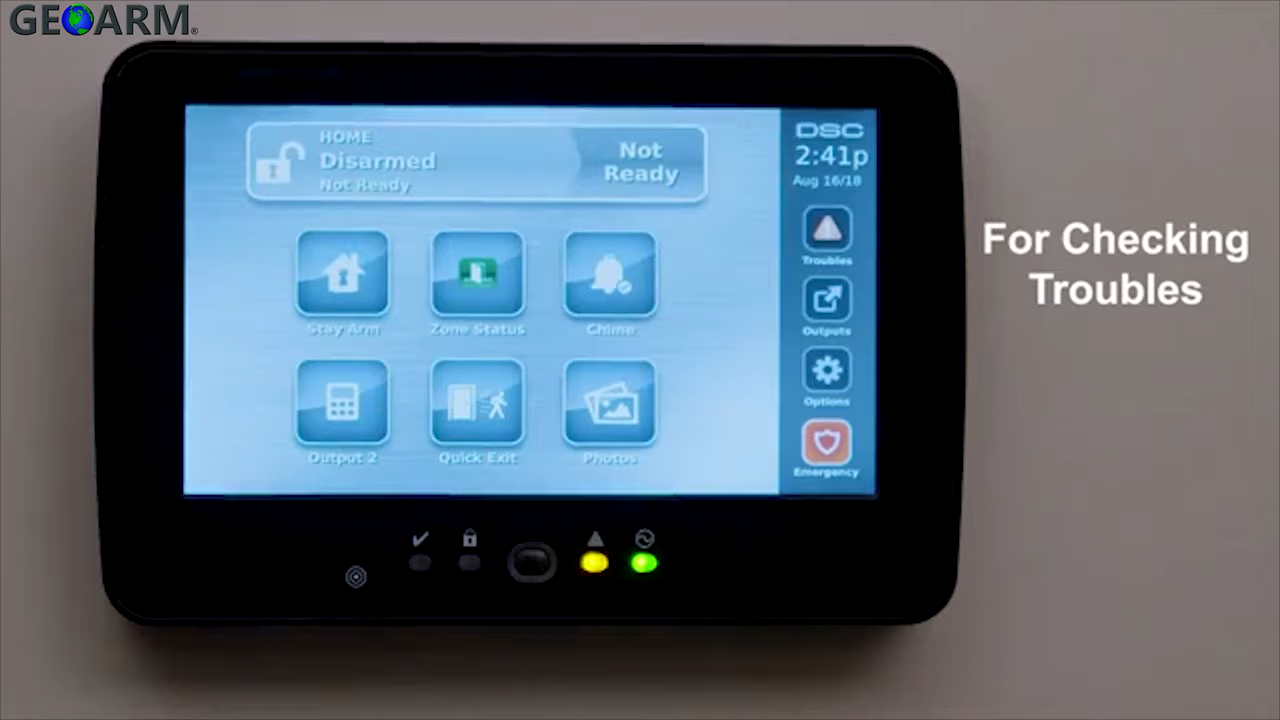 GEOARM®
HOME
Disarmed
Not Ready
Not
Ready
DSC
2:41p
Aug 16/18
Troubles
Outputs
Options
Emergency
Stay Arm
Zone Status
Chime
Output 2
Quick Exit
Photos
For Checking
Troubles